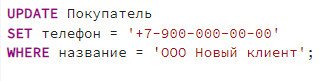 UPDATE Покупатель
SET телефон = '+7-900-000-00-00'
WHERE название = 'ООО Новый клиент';